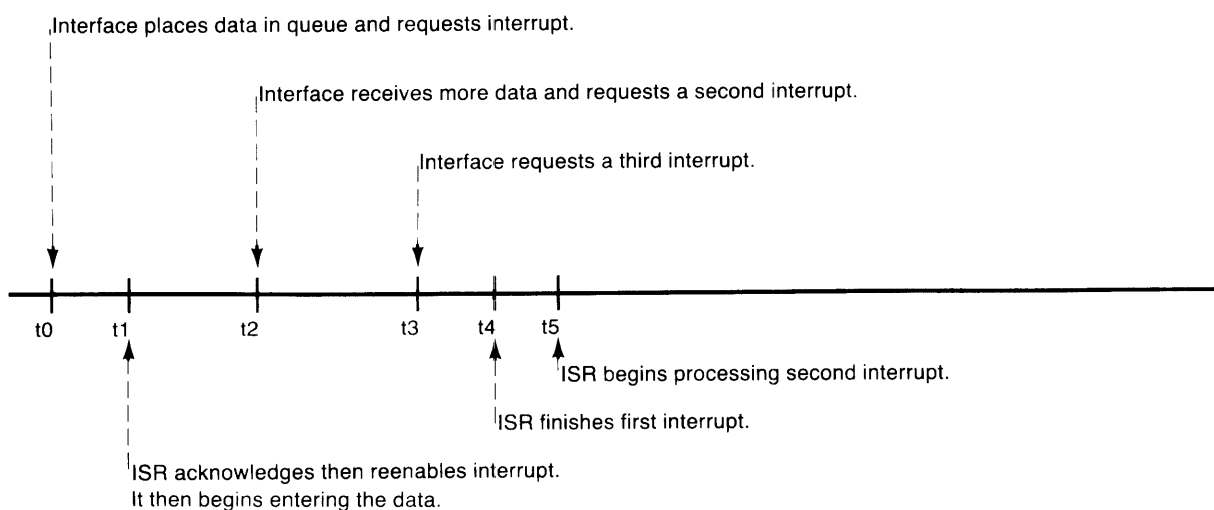 Interface places data in queue and requests interrupt.
Interface receives more data and requests a second interrupt.
Interface requests a third interrupt.
t0 t1 t2 t3 t4 t5
ISR begins processing second interrupt.
ISR finishes first interrupt.
ISR acknowledges then reenables interrupt.
It then begins entering the data.